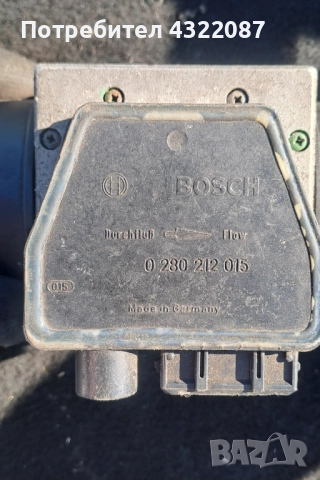 Потребител 4322087
BOSCH
Durchfluß Flow
0 280 212 015
015
Made in Germany
BAZAR